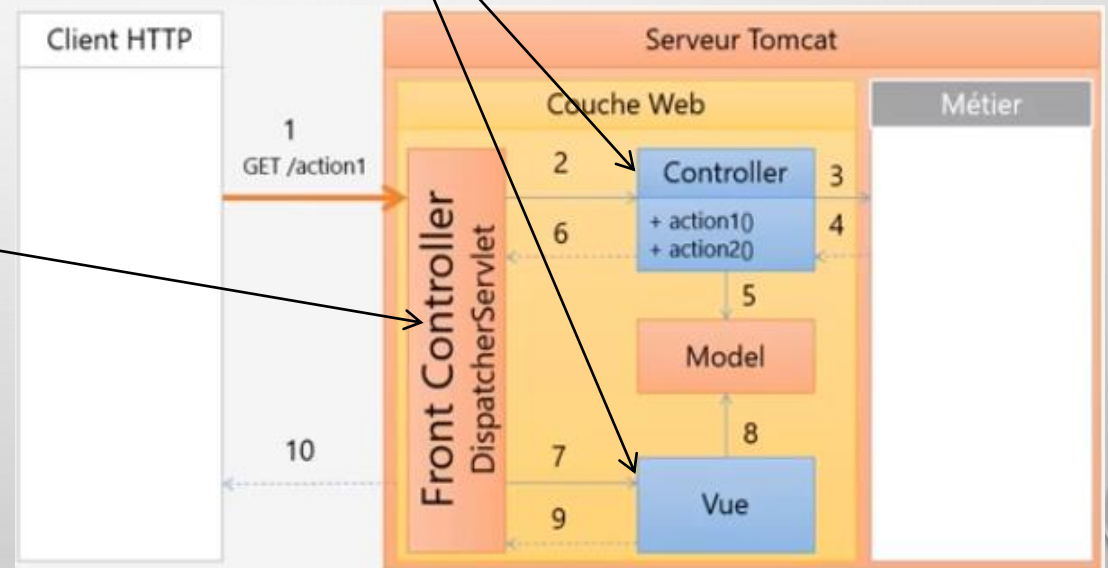 Client HTTP
Serveur Tomcat
Couche Web
Métier
1
GET /action1
2
Controller
3
+ action1()
+ action2()
4
6
5
Front Controller
DispatcherServlet
Model
8
10
7
Vue
9